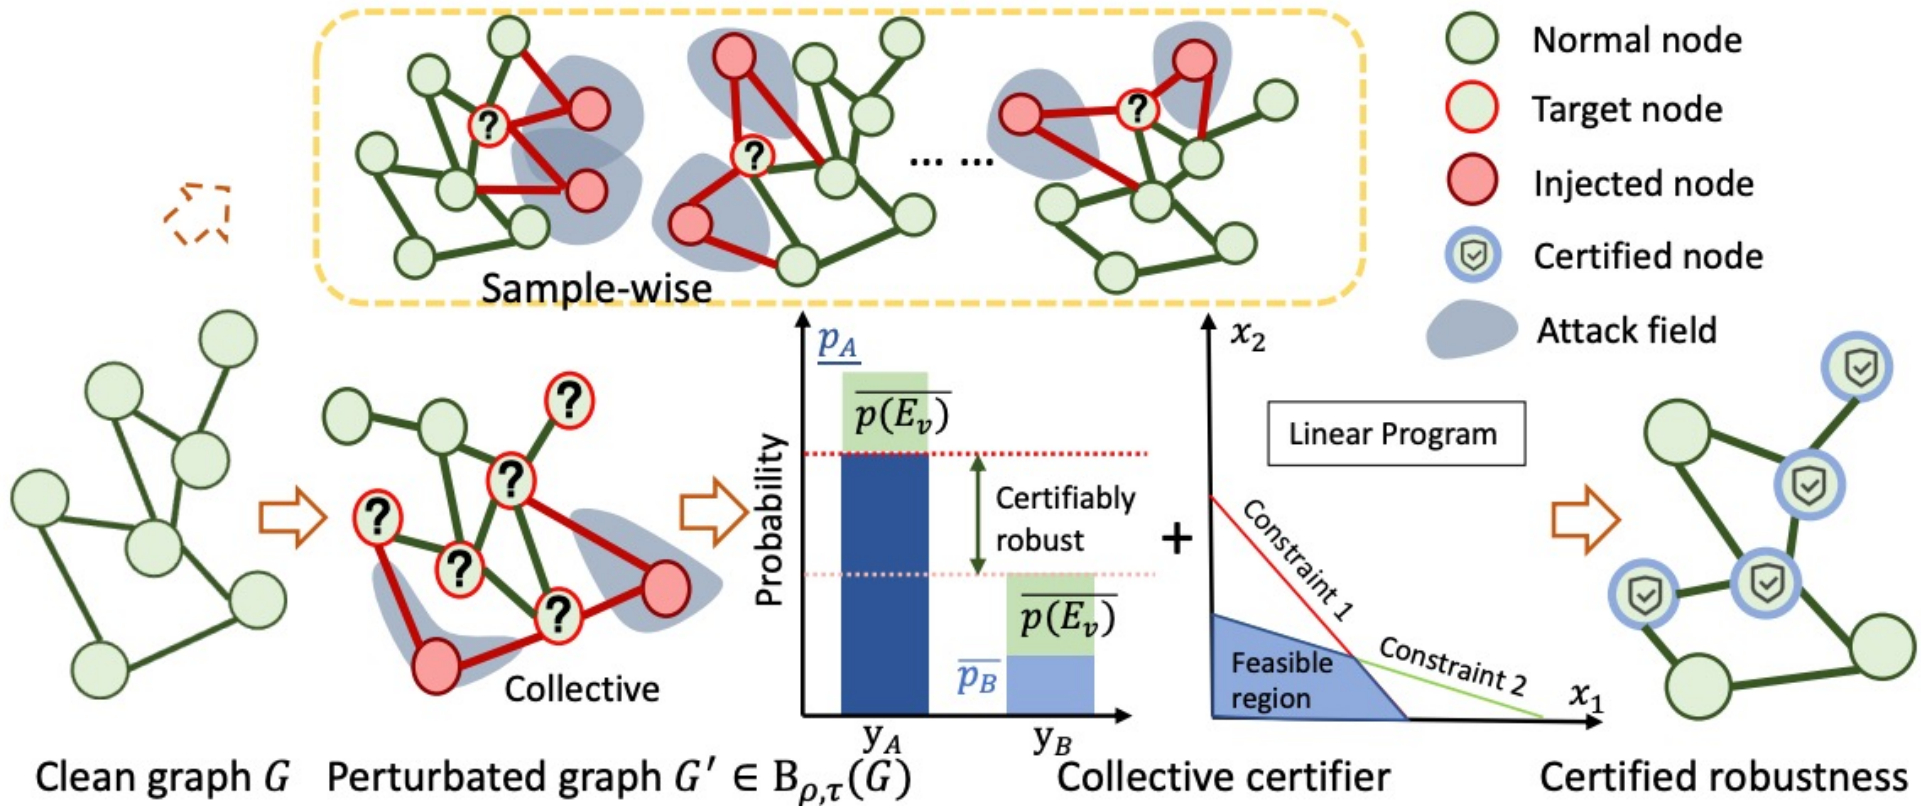 Normal node
Target node
Injected node
Certified node
Attack field
? ? ?
... ...
Sample-wise
? ? ? ? ?
Collective
Probability
p_A
p(E_v)
Certifiably
robust
p(E_v)
p_B
y_A
y_B
+
x_2
Linear Program
Constraint 1
Constraint 2
Feasible
region
x_1
Clean graph G
Perturbated graph G′ ∈ B_{ρ,τ}(G)
Collective certifier
Certified robustness